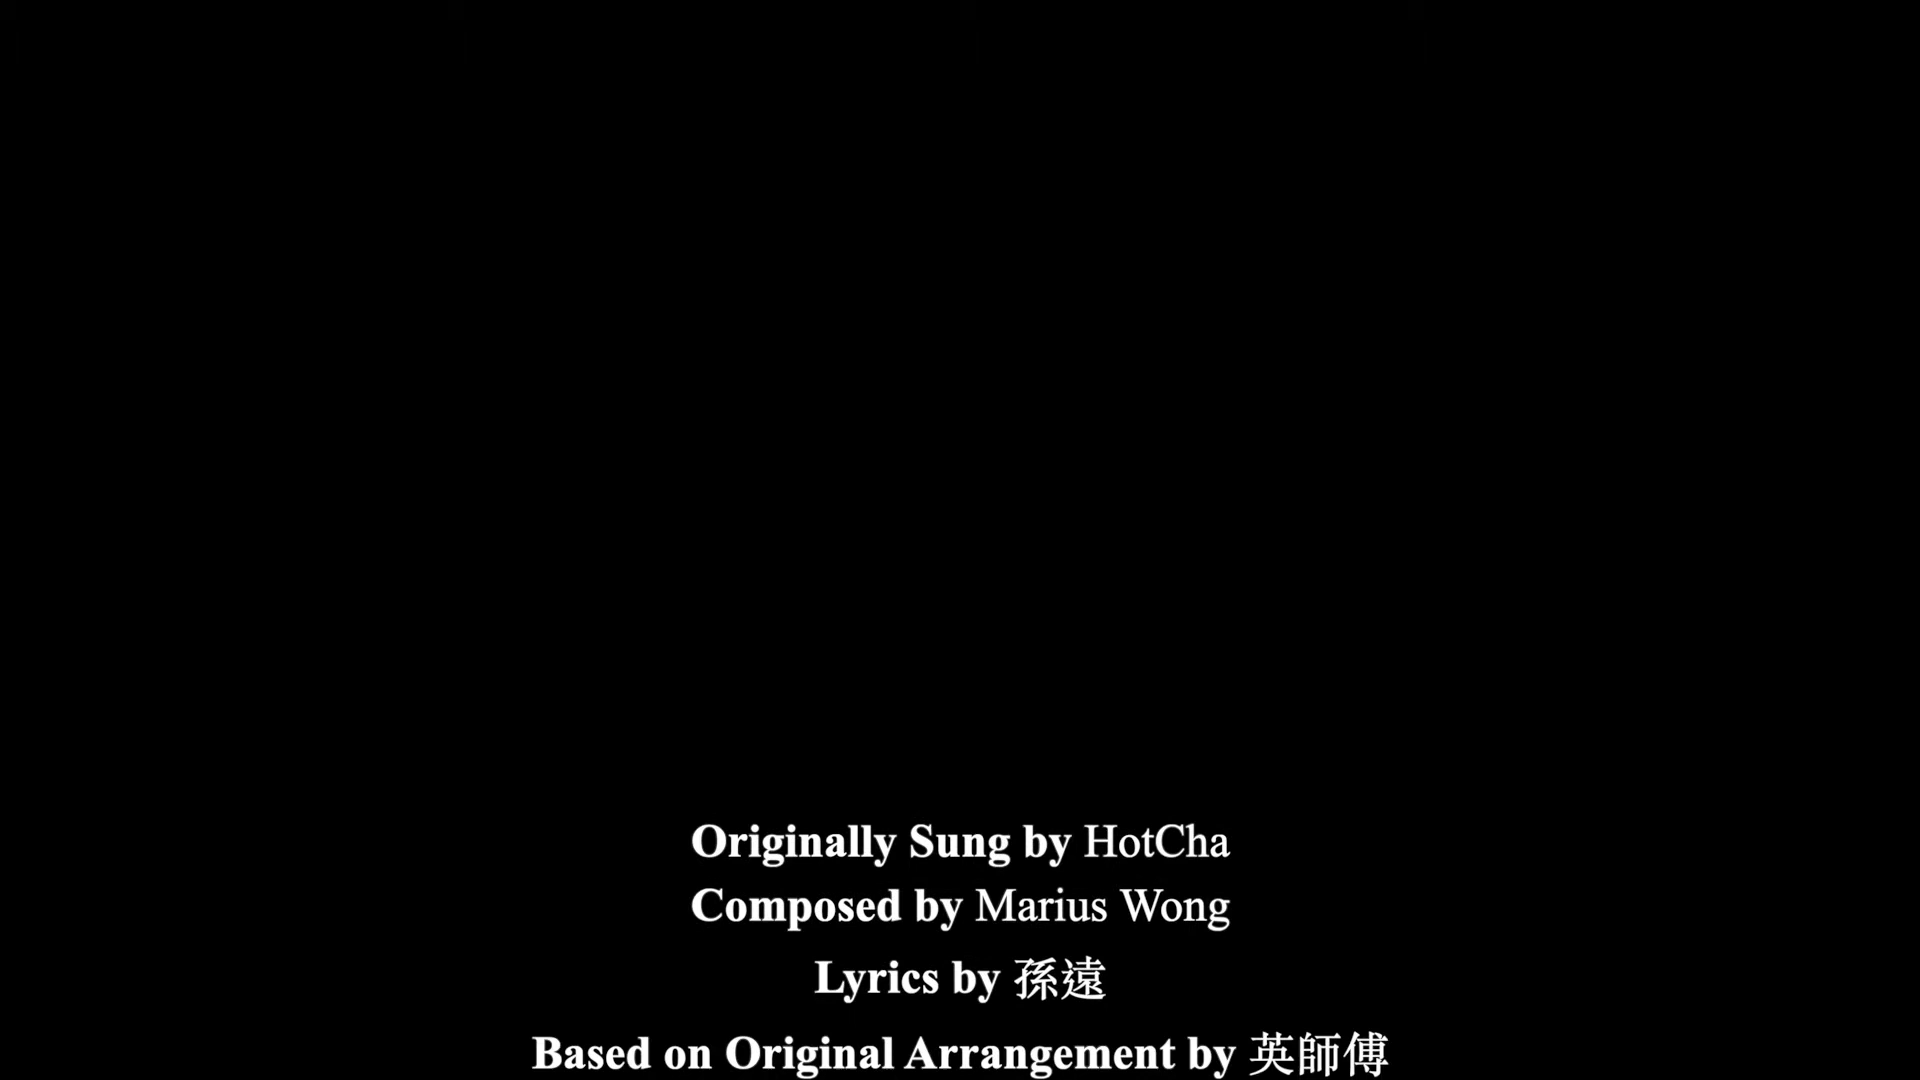 Originally Sung by HotCha
Composed by Marius Wong
Lyrics by 孫遠
Based on Original Arrangement by 英師傅